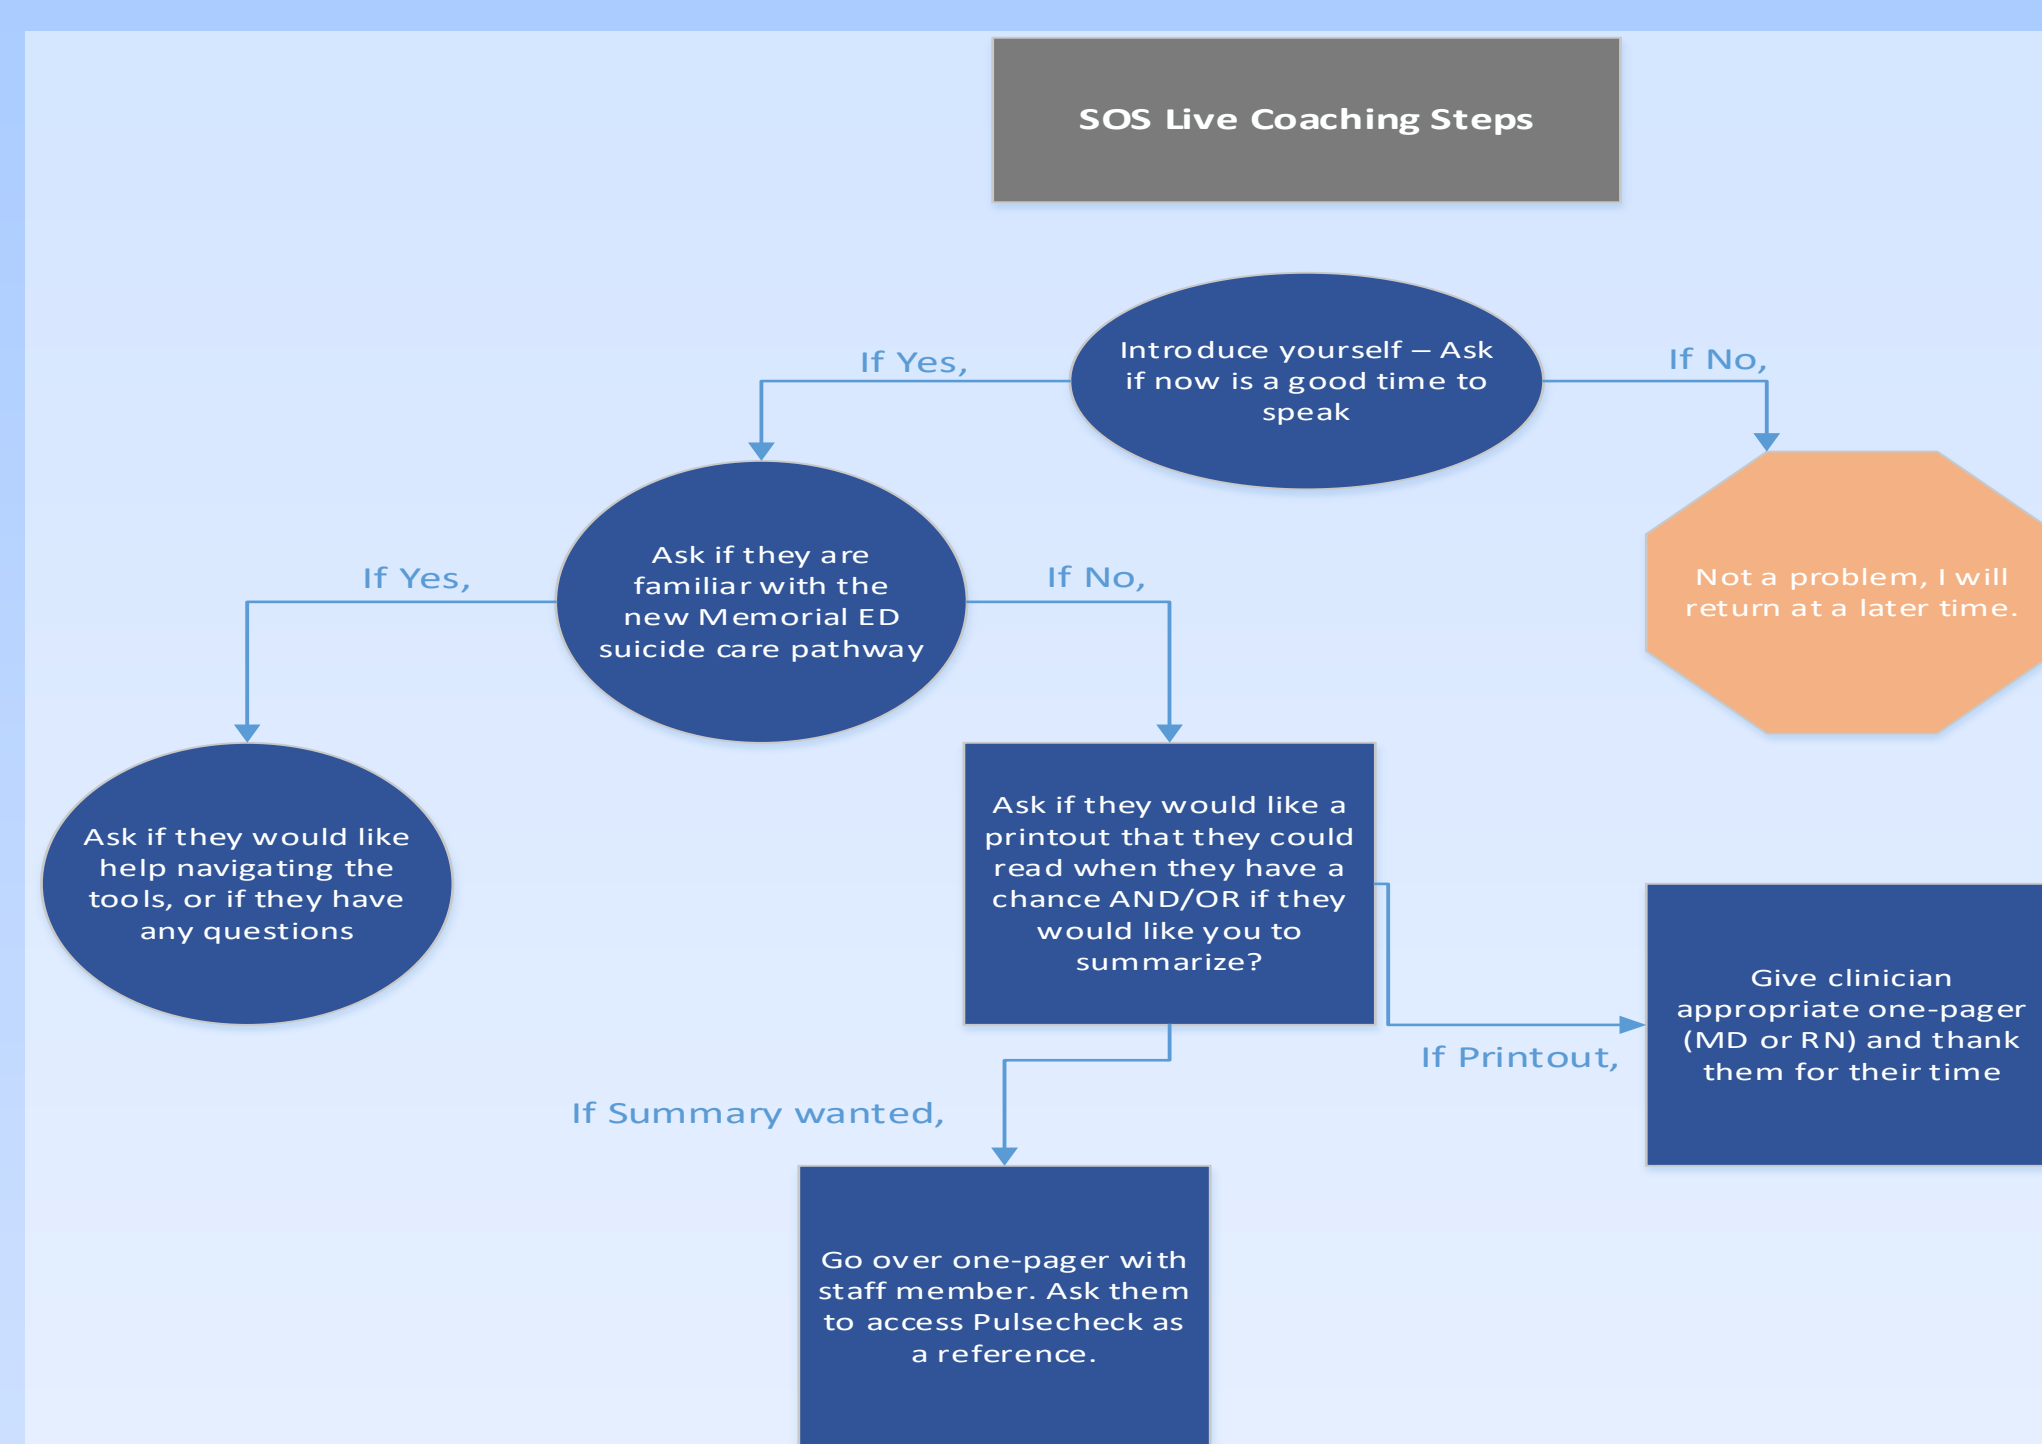 SOS Live Coaching Steps
If Yes,
Introduce yourself – Ask
if now is a good time to
speak
If No,
Ask if they are
familiar with the
new Memorial ED
suicide care pathway
If Yes,
If No,
Not a problem, I will
return at a later time.
Ask if they would like
help navigating the
tools, or if they have
any questions
Ask if they would like a
printout that they could
read when they have a
chance AND/OR if they
would like you to
summarize?
Give clinician
appropriate one-pager
(MD or RN) and thank
them for their time
If Printout,
If Summary wanted,
Go over one-pager with
staff member. Ask them
to access Pulsecheck as
a reference.